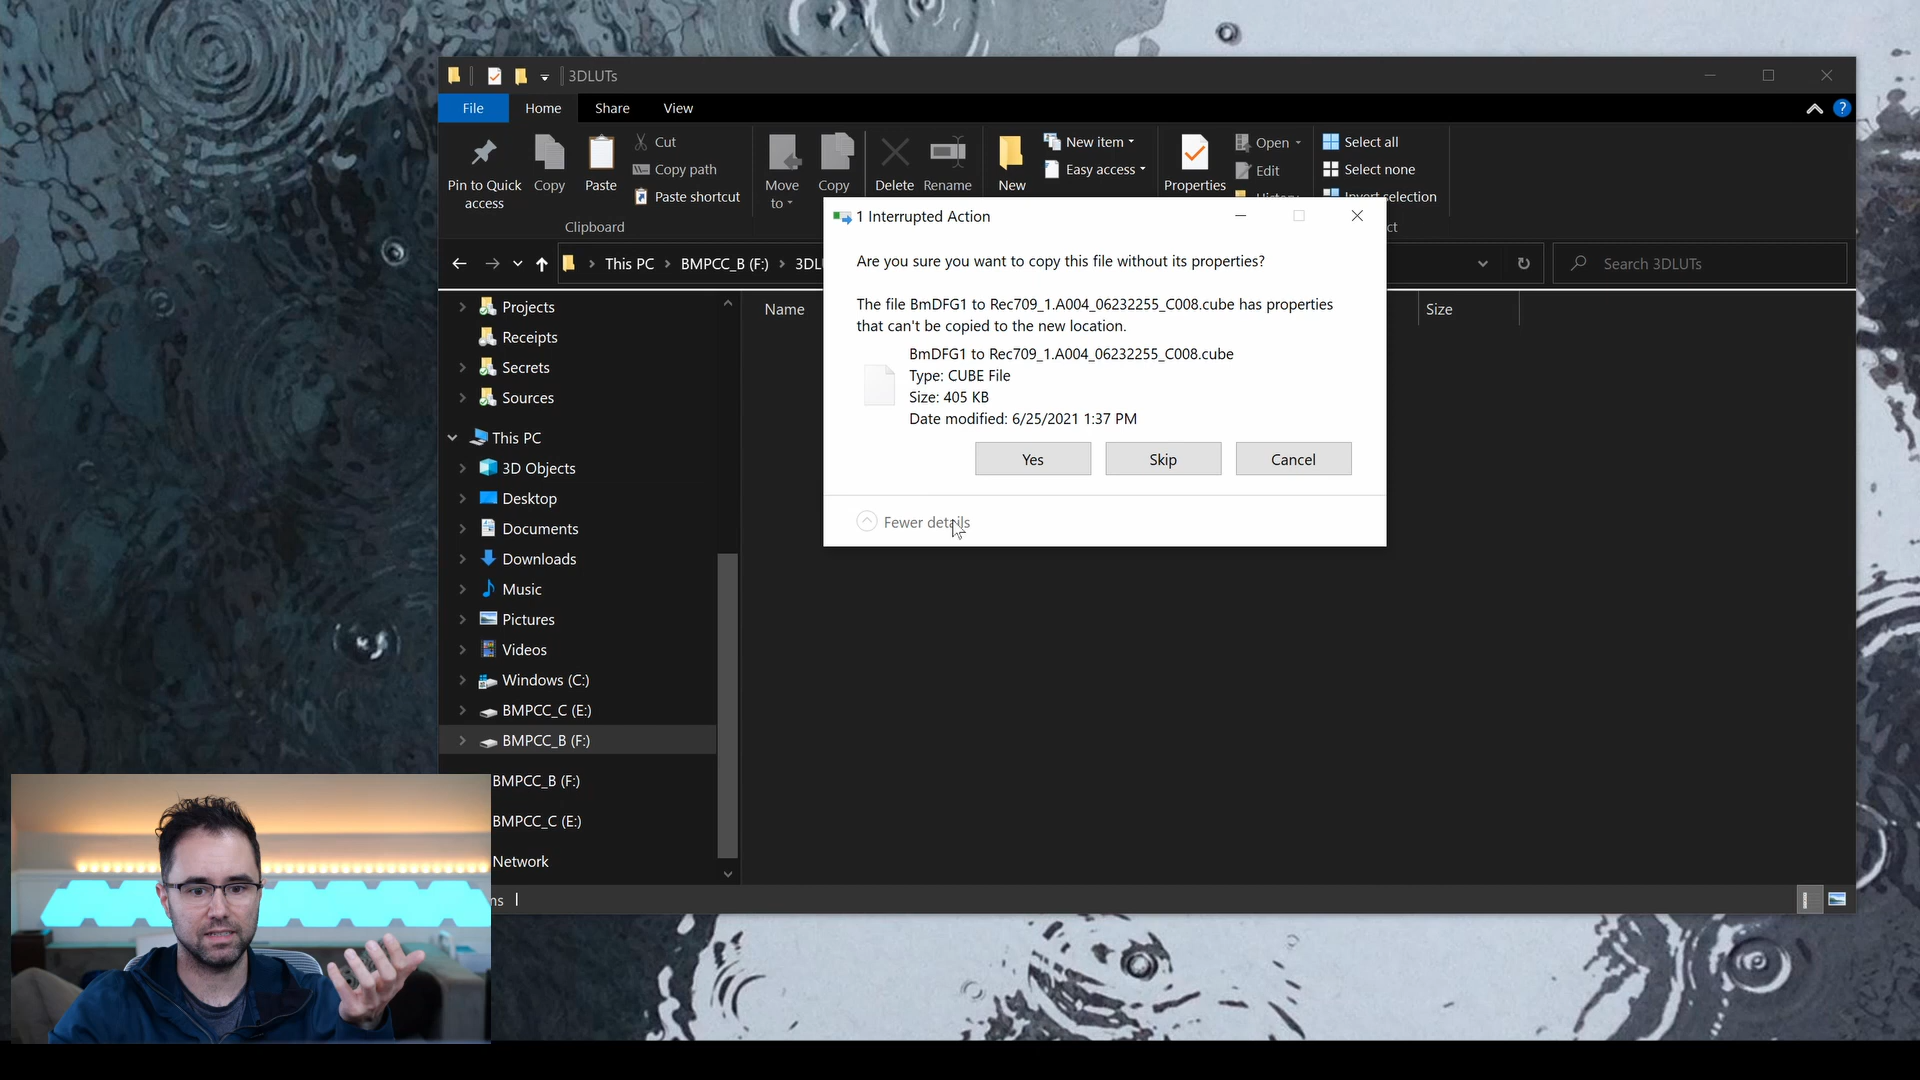 3DLUTs
File
Home
Share
View
Pin to Quick
access
Copy
Paste
Cut
Copy path
Paste shortcut
Clipboard
Move
to
Copy
Delete
Rename
New
New item
Easy access
Properties
Open
Edit
Select all
Select none
Invert selection
This PC
BMPCC_B (F:)
Search 3DLUTs
Name
Size
Projects
Receipts
Secrets
Sources
This PC
3D Objects
Desktop
Documents
Downloads
Music
Pictures
Videos
Windows (C:)
BMPCC_C (E:)
BMPCC_B (F:)
BMPCC_B (F:)
BMPCC_C (E:)
Network
1 Interrupted Action
Are you sure you want to copy this file without its properties?
The file BmDFG1 to Rec709_1.A004_06232255_C008.cube has properties
that can't be copied to the new location.
BmDFG1 to Rec709_1.A004_06232255_C008.cube
Type: CUBE File
Size: 405 KB
Date modified: 6/25/2021 1:37 PM
Yes
Skip
Cancel
Fewer details